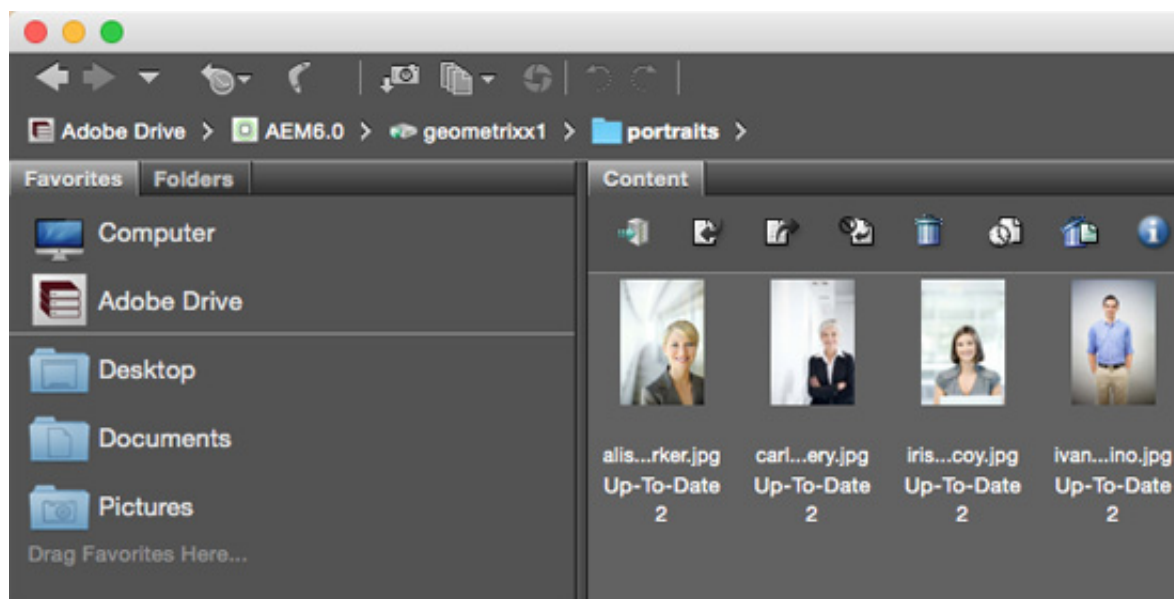 Adobe Drive > AEM6.0 > geometrixx1 > portraits >
Favorites Folders
Content
Computer
Adobe Drive
Desktop
Documents
Pictures
Drag Favorites Here...
alis...rker.jpg carl...ery.jpg iris...coy.jpg ivan...ino.jpg
Up-To-Date Up-To-Date Up-To-Date Up-To-Date
2 2 2 2